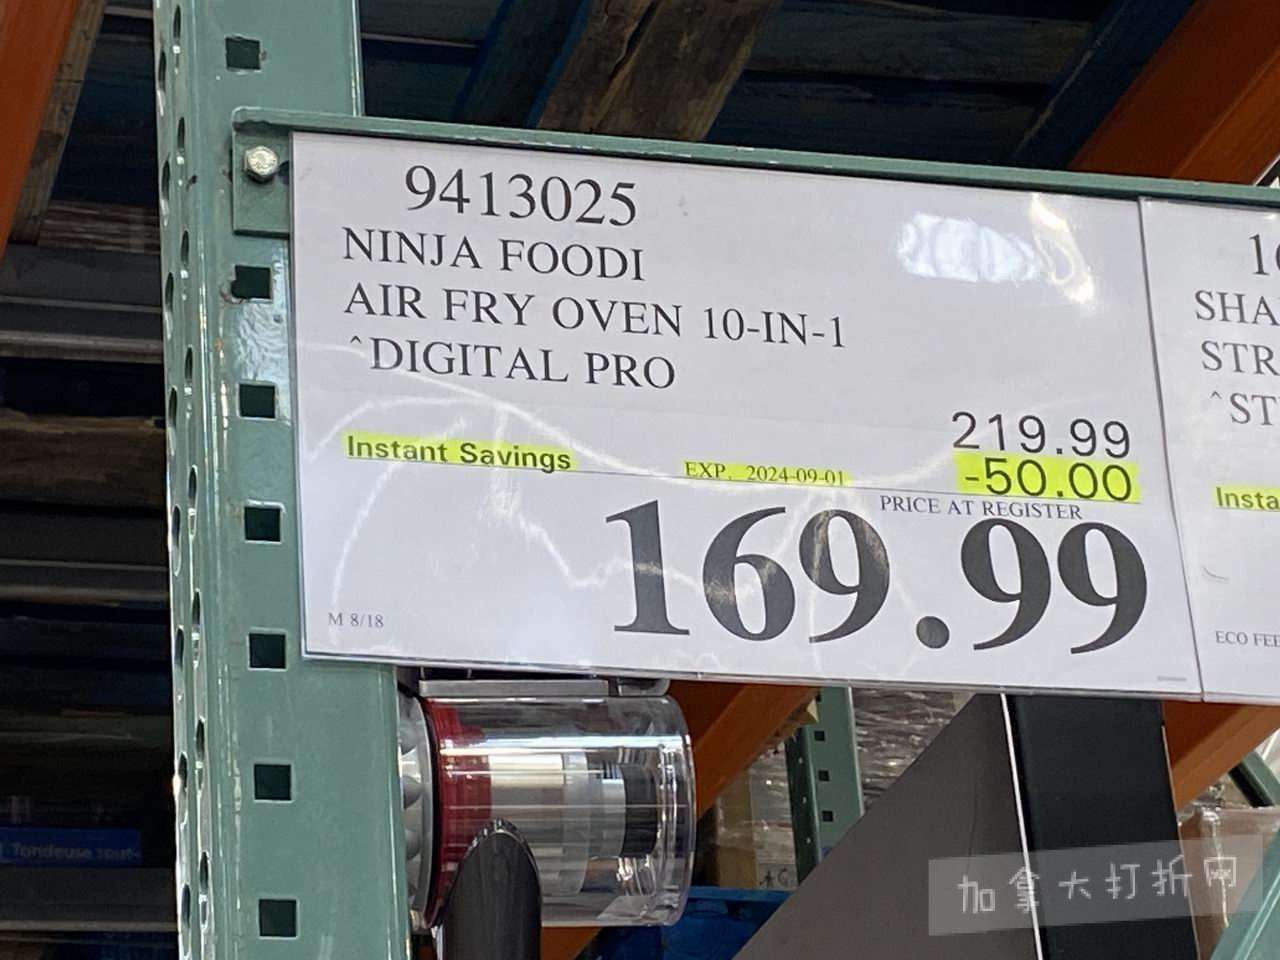 9413025
NINJA FOODI
AIR FRY OVEN 10-IN-1
^DIGITAL PRO
219.99
Instant Savings EXP. 2024-09-01 -50.00
PRICE AT REGISTER
169.99
M 8/18
SHA
STR
^ST
Insta
ECO FEE
Tondeuse
加拿大打折网